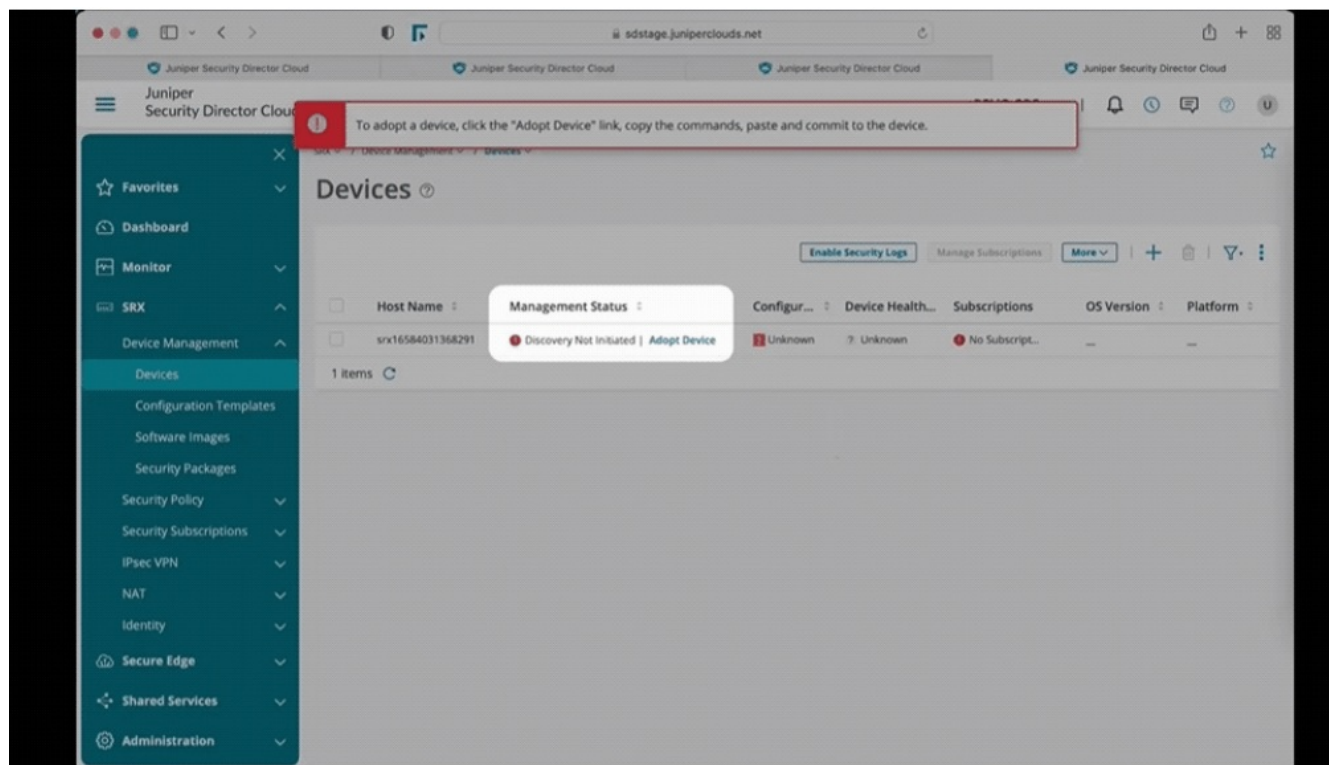 sdstage.juniperclouds.net
Juniper Security Director Cloud
Juniper Security Director Cloud
Juniper Security Director Cloud
Juniper Security Director Cloud
Juniper
Security Director Cloud
To adopt a device, click the "Adopt Device" link, copy the commands, paste and commit to the device.
U
SRX / Device Management / Devices
Favorites
Devices
Dashboard
Monitor
Enable Security Logs Manage Subscriptions More
SRX
Host Name Management Status Configur... Device Health... Subscriptions OS Version Platform
Device Management
srx16584031368291 Discovery Not Initiated | Adopt Device Unknown ? Unknown No Subscript... — —
Devices
1 items
Configuration Templates
Software Images
Security Packages
Security Policy
Security Subscriptions
IPsec VPN
NAT
Identity
Secure Edge
Shared Services
Administration